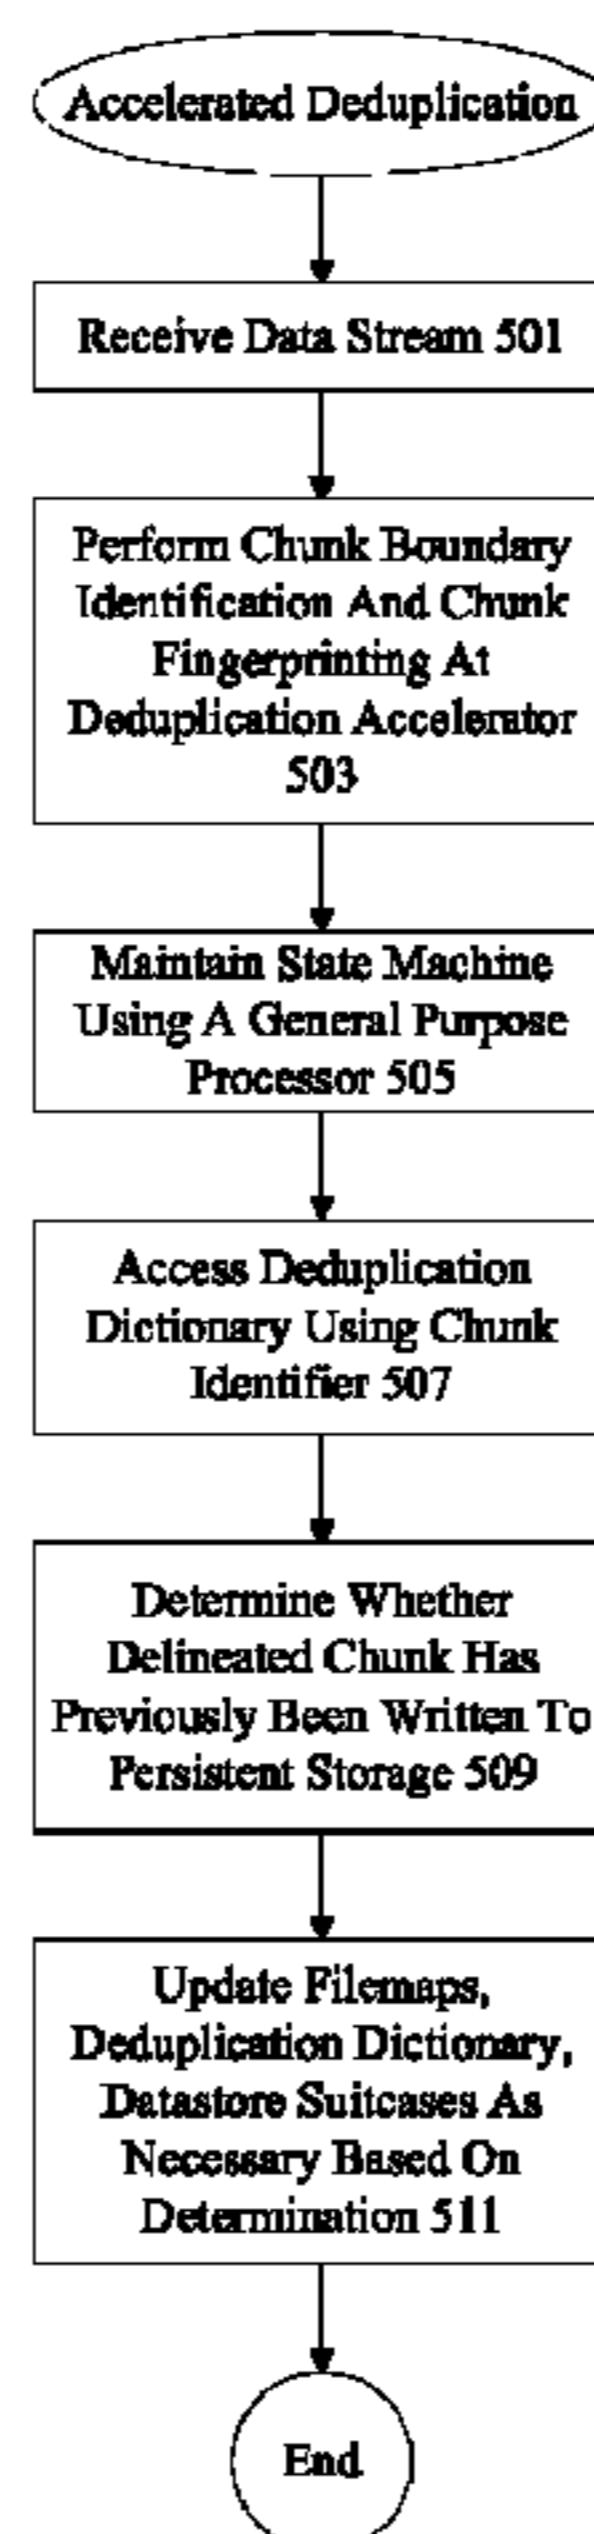 Accelerated Deduplication
Receive Data Stream 501
Perform Chunk Boundary
Identification And Chunk
Fingerprinting At
Deduplication Accelerator
503
Maintain State Machine
Using A General Purpose
Processor 505
Access Deduplication
Dictionary Using Chunk
Identifier 507
Determine Whether
Delineated Chunk Has
Previously Been Written To
Persistent Storage 509
Update Filemaps,
Deduplication Dictionary,
Datastore Suitcases As
Necessary Based On
Determination 511
End